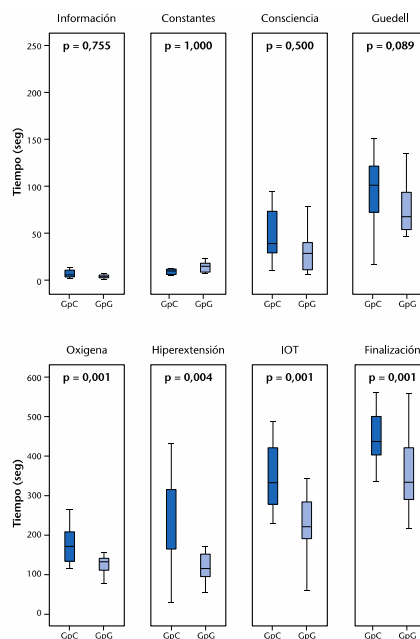 Información Constantes Consciencia Guedell
p = 0,755 p = 1,000 p = 0,500 p = 0,089
Tiempo (seg)
250
200
150
100
50
0
GpC GpG GpC GpG GpC GpG GpC GpG
Oxigena Hiperextensión IOT Finalización
p = 0,001 p = 0,004 p = 0,001 p = 0,001
Tiempo (seg)
600
500
400
300
200
100
0
GpC GpG GpC GpG GpC GpG GpC GpG